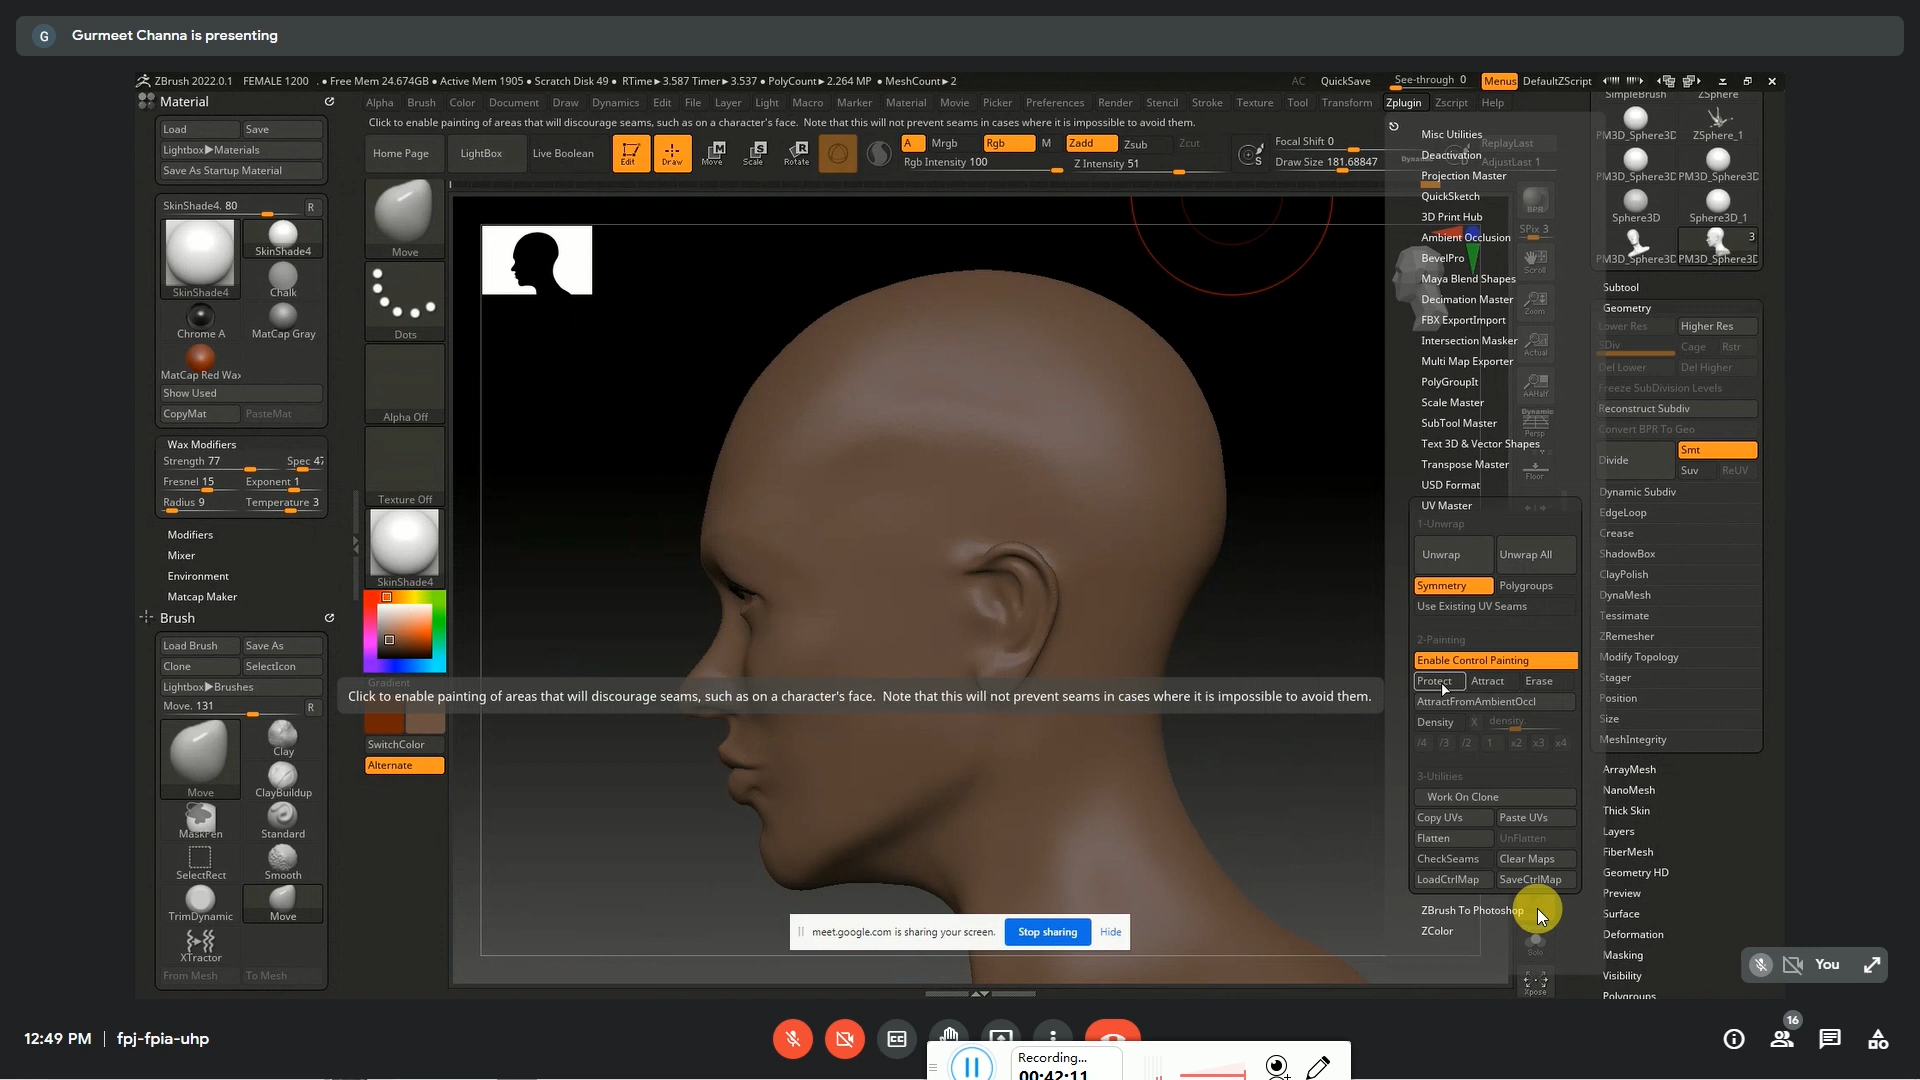 G Gurmeet Channa is presenting
ZBrush 2022.0.1 FEMALE 1200 . • Free Mem 24.674GB • Active Mem 1905 • Scratch Disk 49 • RTime►3.587 Timer►3.537 • PolyCount►2.264 MP • MeshCount►2
AC QuickSave See-through 0 Menus DefaultZScript
Material
Alpha Brush Color Document Draw Dynamics Edit File Layer Light Macro Marker Material Movie Picker Preferences Render Stencil Stroke Texture Tool Transform Zplugin Zscript Help
Click to enable painting of areas that will discourage seams, such as on a character's face. Note that this will not prevent seams in cases where it is impossible to avoid them.
Home Page LightBox Live Boolean Edit Draw Move Scale Rotate
A Mrgb Rgb M Zadd Zsub Zcut
Rgb Intensity 100 Z Intensity 51
Focal Shift 0
Draw Size 181.68847
ReplayLast
AdjustLast 1
Load Save
Lightbox►Materials
Save As Startup Material
SkinShade4. 80 R
SkinShade4 SkinShade4
Chalk
Chrome A MatCap Gray
MatCap Red Wax
Show Used
CopyMat PasteMat
Wax Modifiers
Strength 77 Spec 47
Fresnel 15 Exponent 1
Radius 9 Temperature 3
Modifiers
Mixer
Environment
Matcap Maker
Brush
Load Brush Save As
Clone SelectIcon
Lightbox►Brushes
Move. 131 R
Move Clay
ClayBuildup
MaskPen Standard
SelectRect Smooth
TrimDynamic Move
XTractor
From Mesh To Mesh
Move
Dots
Alpha Off
Texture Off
SkinShade4
Gradient
SwitchColor
Alternate
Click to enable painting of areas that will discourage seams, such as on a character's face. Note that this will not prevent seams in cases where it is impossible to avoid them.
Misc Utilities
Deactivation
Projection Master
QuickSketch
3D Print Hub
Ambient Occlusion
BevelPro
Maya Blend Shapes
Decimation Master
FBX ExportImport
Intersection Masker
Multi Map Exporter
PolyGroupIt
Scale Master
SubTool Master
Text 3D & Vector Shapes
Transpose Master
USD Format
UV Master
1-Unwrap
Unwrap Unwrap All
Symmetry Polygroups
Use Existing UV Seams
2-Painting
Enable Control Painting
Protect Attract Erase
AttractFromAmbientOccl
Density X density.
/4 /3 /2 1 x2 x3 x4
3-Utilities
Work On Clone
Copy UVs Paste UVs
Flatten UnFlatten
CheckSeams Clear Maps
LoadCtrlMap SaveCtrlMap
ZBrush To Photoshop
ZColor
BPR
SPix 3
Scroll
Zoom
Actual
AAHalf
Dynamic
Persp
Floor
Solo
Xpose
SimpleBrush ZSphere
PM3D_Sphere3D ZSphere_1
PM3D_Sphere3D PM3D_Sphere3D
Sphere3D Sphere3D_1
3
PM3D_Sphere3D PM3D_Sphere3D
Subtool
Geometry
Lower Res Higher Res
SDiv Cage Rstr
Del Lower Del Higher
Freeze SubDivision Levels
Reconstruct Subdiv
Convert BPR To Geo
Divide Smt
Suv ReUV
Dynamic Subdiv
EdgeLoop
Crease
ShadowBox
ClayPolish
DynaMesh
Tessimate
ZRemesher
Modify Topology
Stager
Position
Size
MeshIntegrity
ArrayMesh
NanoMesh
Thick Skin
Layers
FiberMesh
Geometry HD
Preview
Surface
Deformation
Masking
Visibility
Polygroups
meet.google.com is sharing your screen. Stop sharing Hide
You
12:49 PM | fpj-fpia-uhp
16
Recording...
00:42:11